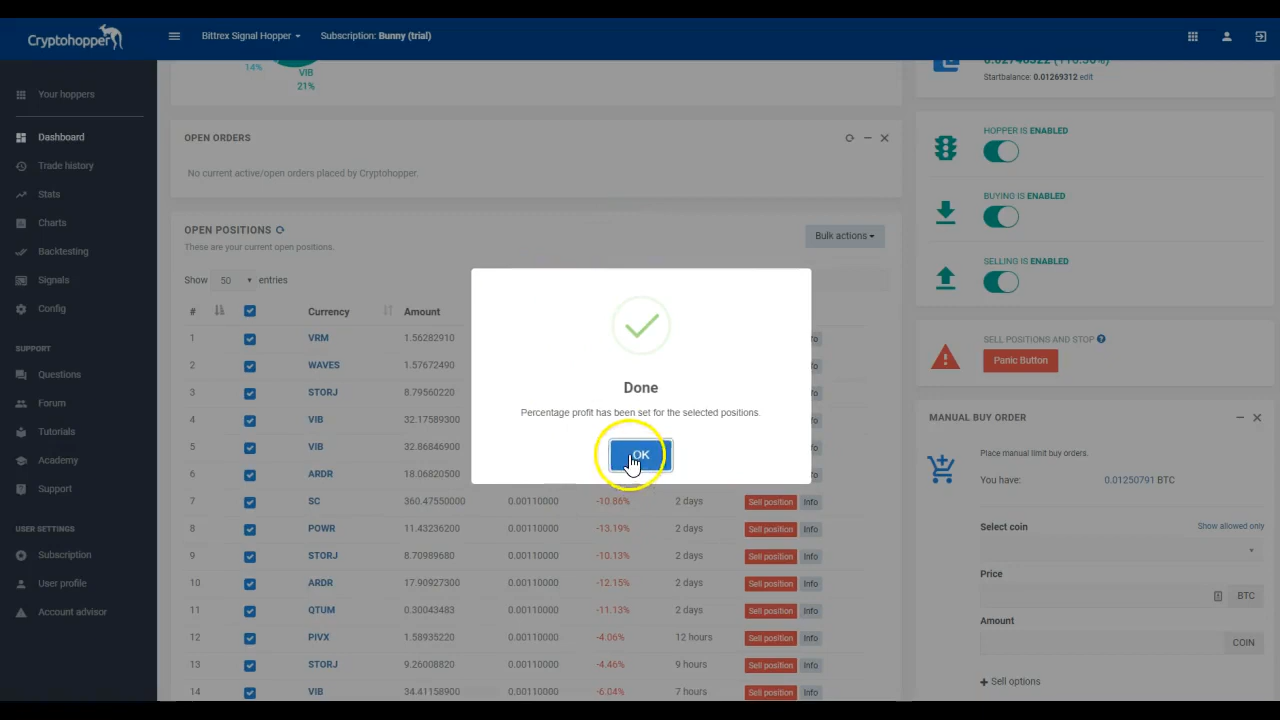 Cryptohopper
Bittrex Signal Hopper
Subscription: Bunny (trial)
Your hoppers
Dashboard
Trade history
Stats
Charts
Backtesting
Signals
Config
SUPPORT
Questions
Forum
Tutorials
Academy
Support
USER SETTINGS
Subscription
User profile
Account advisor
14%
VIB
21%
OPEN ORDERS
No current active/open orders placed by Cryptohopper.
OPEN POSITIONS
These are your current open positions.
Bulk actions
Show 50 entries
# Currency Amount
1 VRM 1.56282910
2 WAVES 1.57672490
3 STORJ 8.79560220
4 VIB 32.17589300
5 VIB 32.86846900
6 ARDR 18.06820500
7 SC 360.47550000 0.00110000 -10.86% 2 days Sell position Info
8 POWR 11.43236200 0.00110000 -13.19% 2 days Sell position Info
9 STORJ 8.70989680 0.00110000 -10.13% 2 days Sell position Info
10 ARDR 17.90927300 0.00110000 -12.15% 2 days Sell position Info
11 QTUM 0.30043483 0.00110000 -11.13% 2 days Sell position Info
12 PIVX 1.58935220 0.00110000 -4.06% 12 hours Sell position Info
13 STORJ 9.26008820 0.00110000 -4.46% 9 hours Sell position Info
14 VIB 34.41158900 0.00110000 -6.04% 7 hours Sell position Info
Done
Percentage profit has been set for the selected positions.
OK
Startbalance: 0.01269312 edit
HOPPER IS ENABLED
BUYING IS ENABLED
SELLING IS ENABLED
SELL POSITIONS AND STOP
Panic Button
MANUAL BUY ORDER
Place manual limit buy orders.
You have: 0.01250791 BTC
Select coin Show allowed only
Price
BTC
Amount
COIN
Sell options